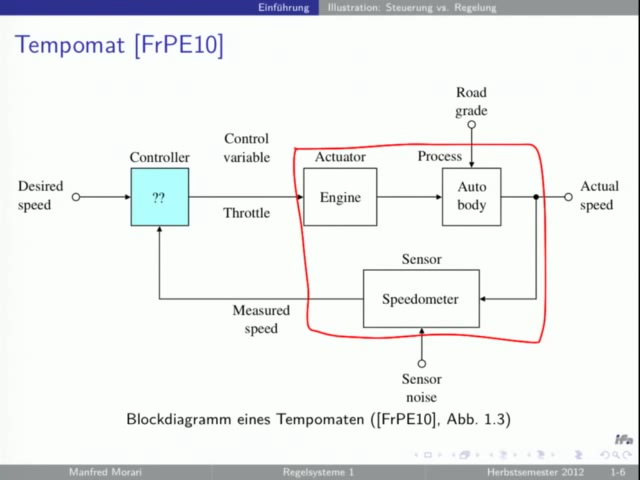 Einführung Illustration: Steuerung vs. Regelung
Tempomat [FrPE10]
Road
grade
Control
variable
Controller
Actuator
Process
Desired
speed
??
Throttle
Engine
Auto
body
Actual
speed
Sensor
Speedometer
Measured
speed
Sensor
noise
Blockdiagramm eines Tempomaten ([FrPE10], Abb. 1.3)
ifa
Manfred Morari Regelsysteme 1 Herbstsemester 2012 1-6